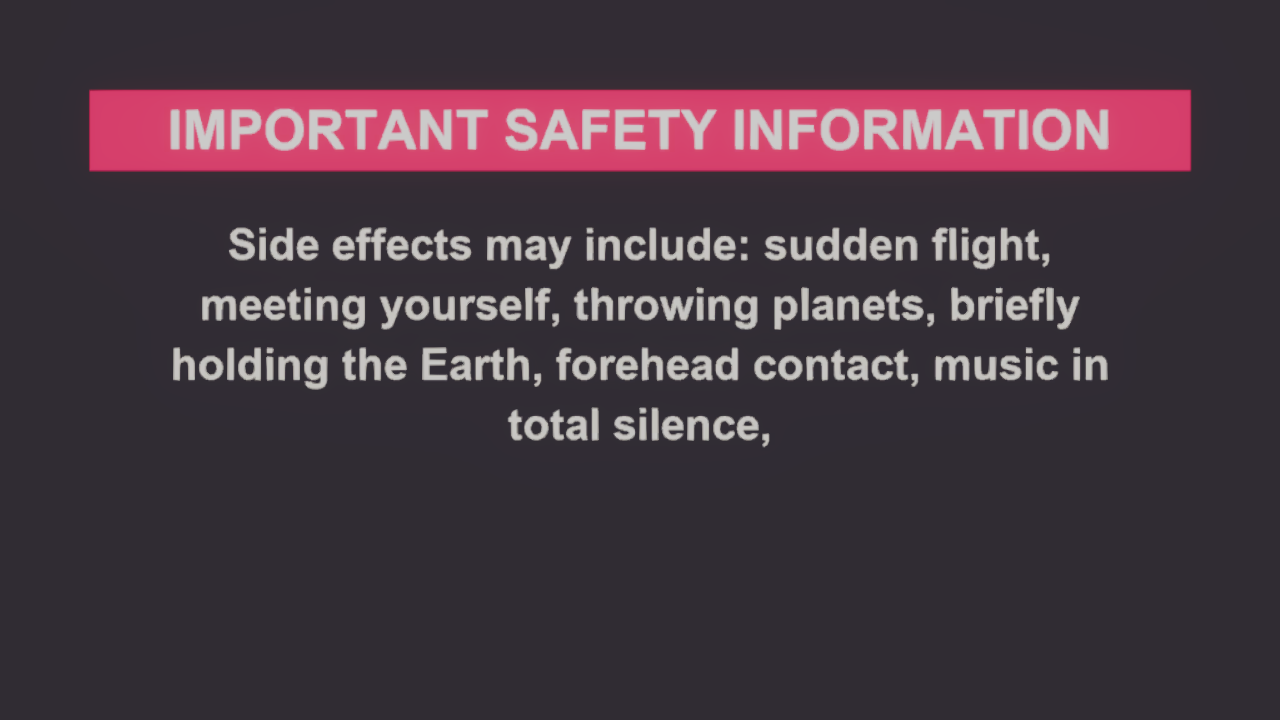 IMPORTANT SAFETY INFORMATION
Side effects may include: sudden flight,
meeting yourself, throwing planets, briefly
holding the Earth, forehead contact, music in
total silence,